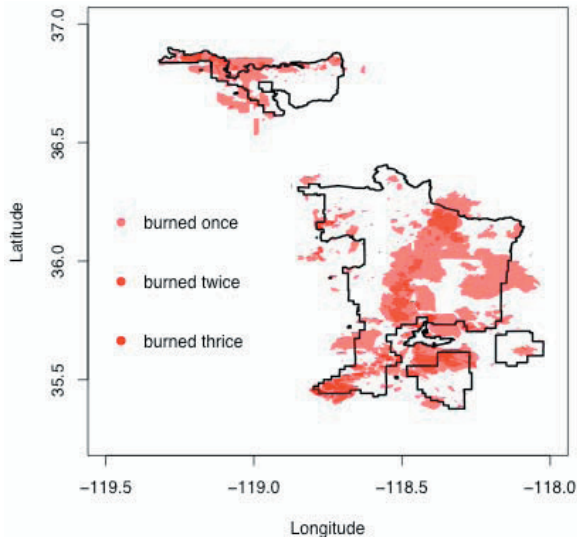 37.0
36.5
36.0
35.5
Latitude
burned once
burned twice
burned thrice
−119.5 −119.0 −118.5 −118.0
Longitude